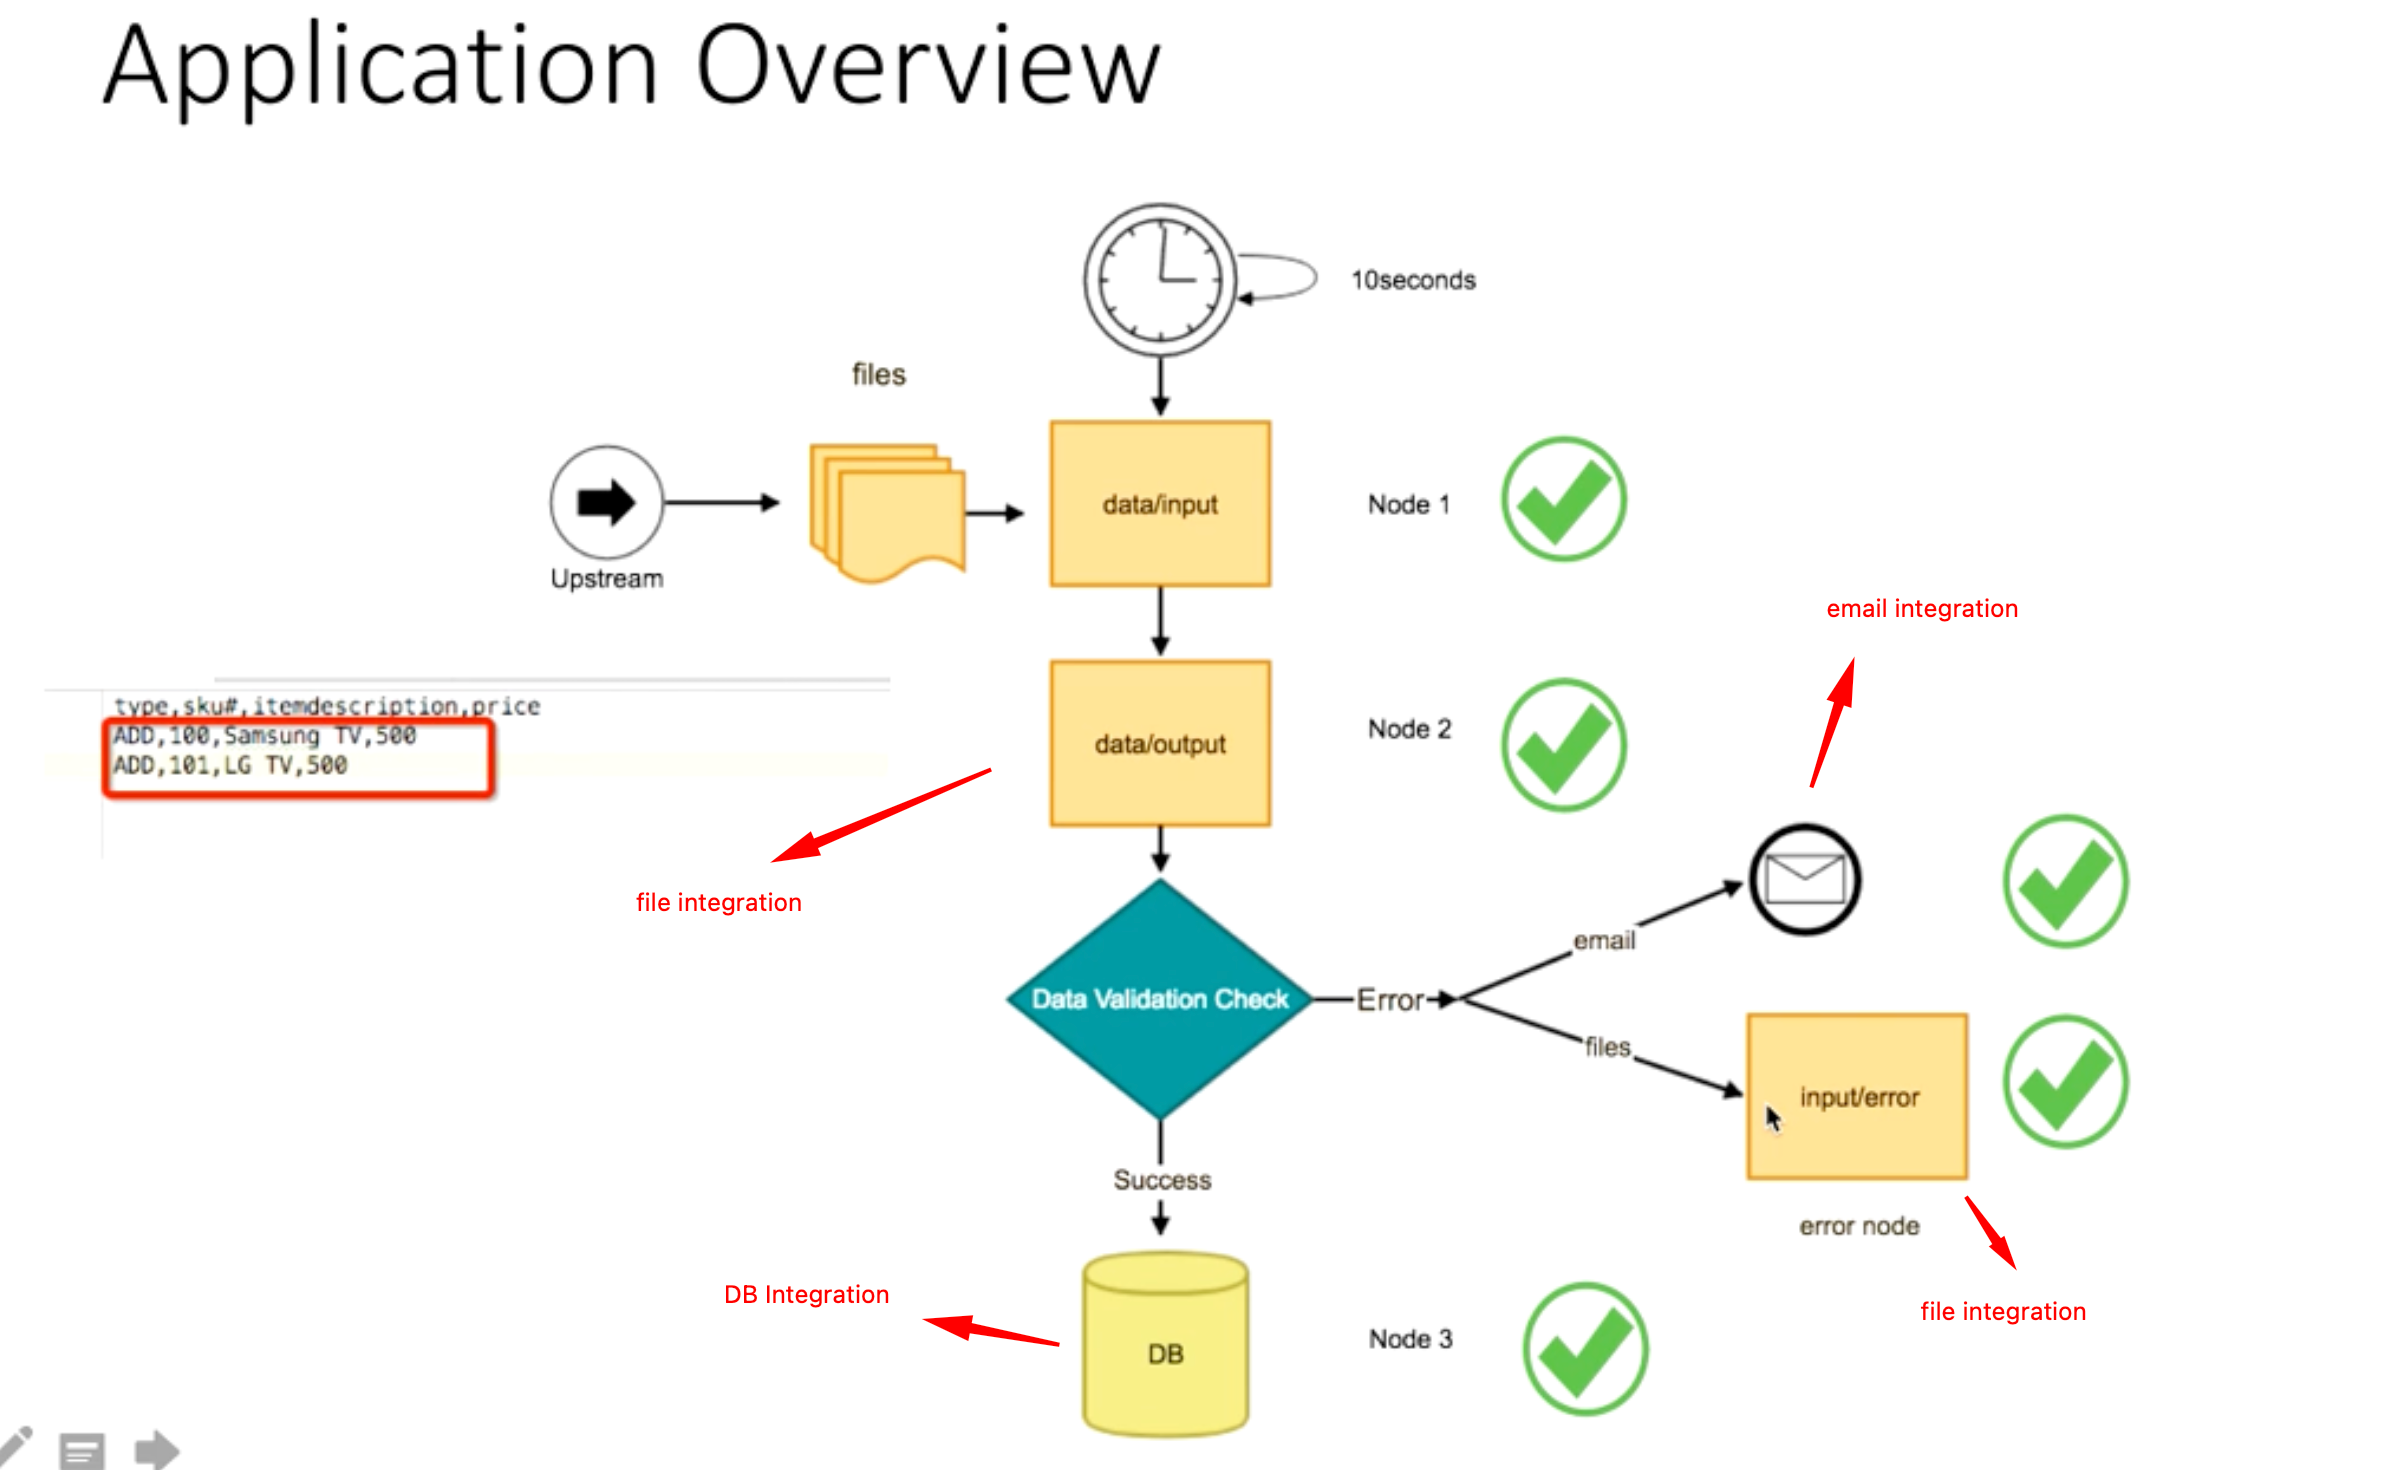 Application Overview
10seconds
files
data/input
Node 1
Upstream
email integration
type,sku#,itemdescription,price
ADD,100,Samsung TV,500
ADD,101,LG TV,500
data/output
Node 2
file integration
email
Data Validation Check
Error
files
input/error
Success
error node
DB Integration
file integration
DB
Node 3